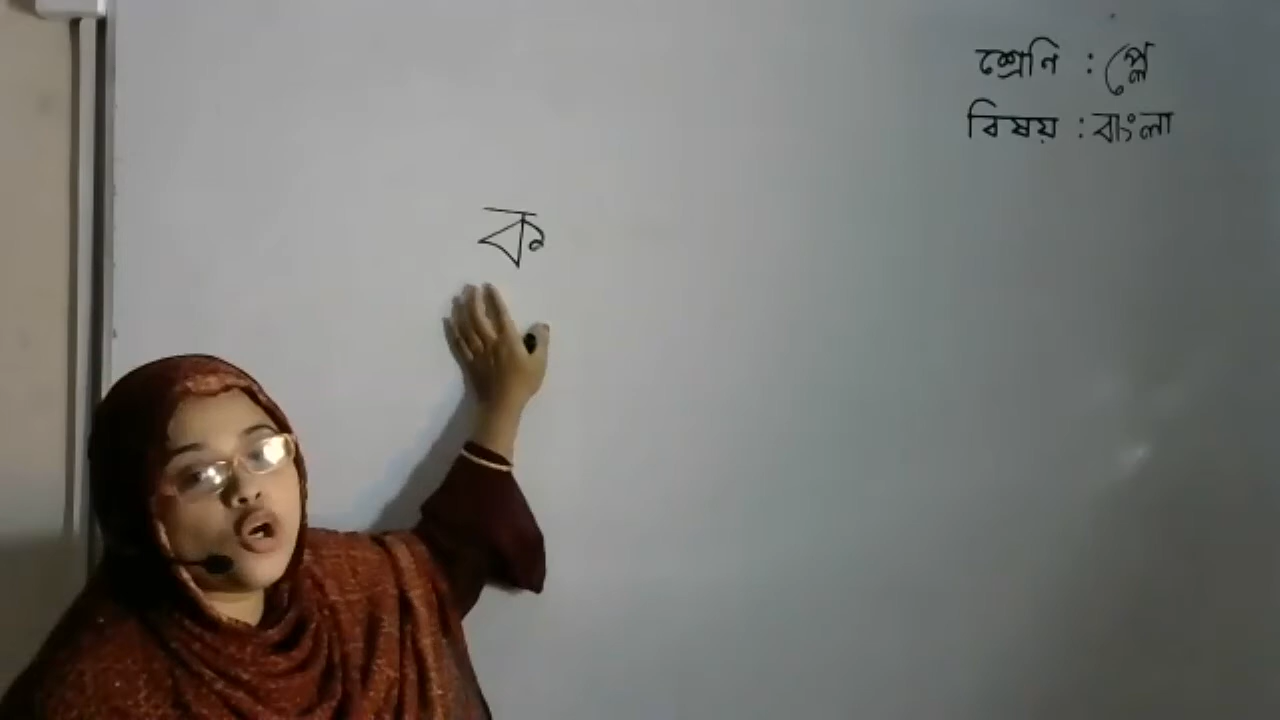 শ্রেনি : প্লে
বিষয় : বাংলা
ক